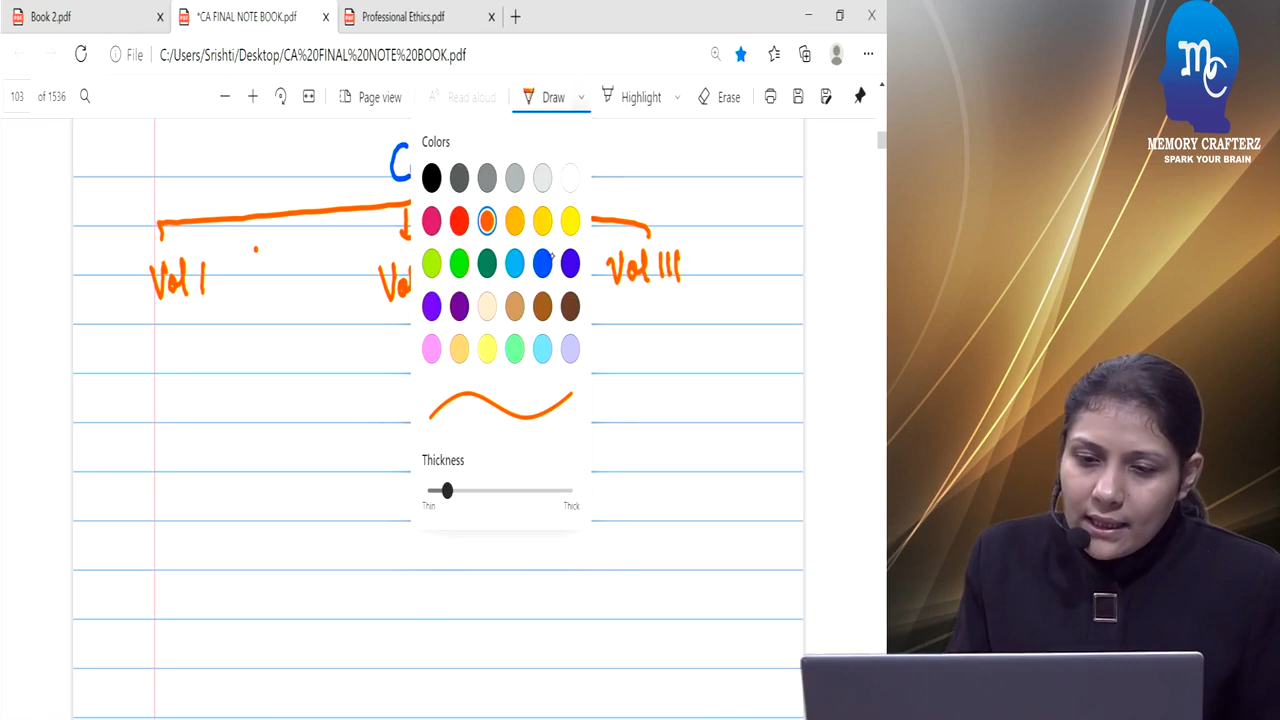 Book 2.pdf
*CA FINAL NOTE BOOK.pdf
Professional Ethics.pdf
File
C:/Users/Srishti/Desktop/CA%20FINAL%20NOTE%20BOOK.pdf
103 of 1536
Page view
Read aloud
Draw
Highlight
Erase
Colors
Vol I
Vol III
Thickness
Thin
Thick
MC
MEMORY CRAFTERZ
SPARK YOUR BRAIN